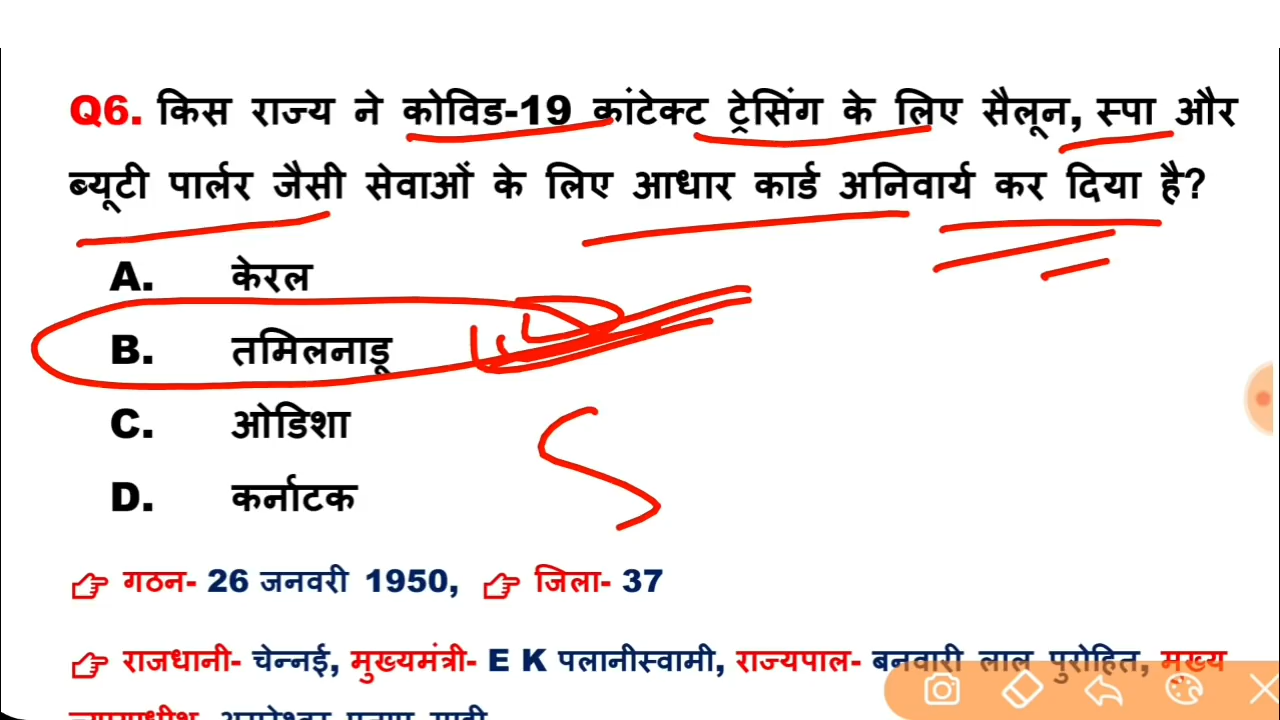 Q6. किस राज्य ने कोविड-19 कांटेक्ट ट्रेसिंग के लिए सैलून, स्पा और
ब्यूटी पार्लर जैसी सेवाओं के लिए आधार कार्ड अनिवार्य कर दिया है?
A. केरल
B. तमिलनाडू
C. ओडिशा
D. कर्नाटक
गठन- 26 जनवरी 1950, जिला- 37
राजधानी- चेन्नई, मुख्यमंत्री- E K पलानीस्वामी, राज्यपाल- बनवारी लाल पुरोहित, मुख्य